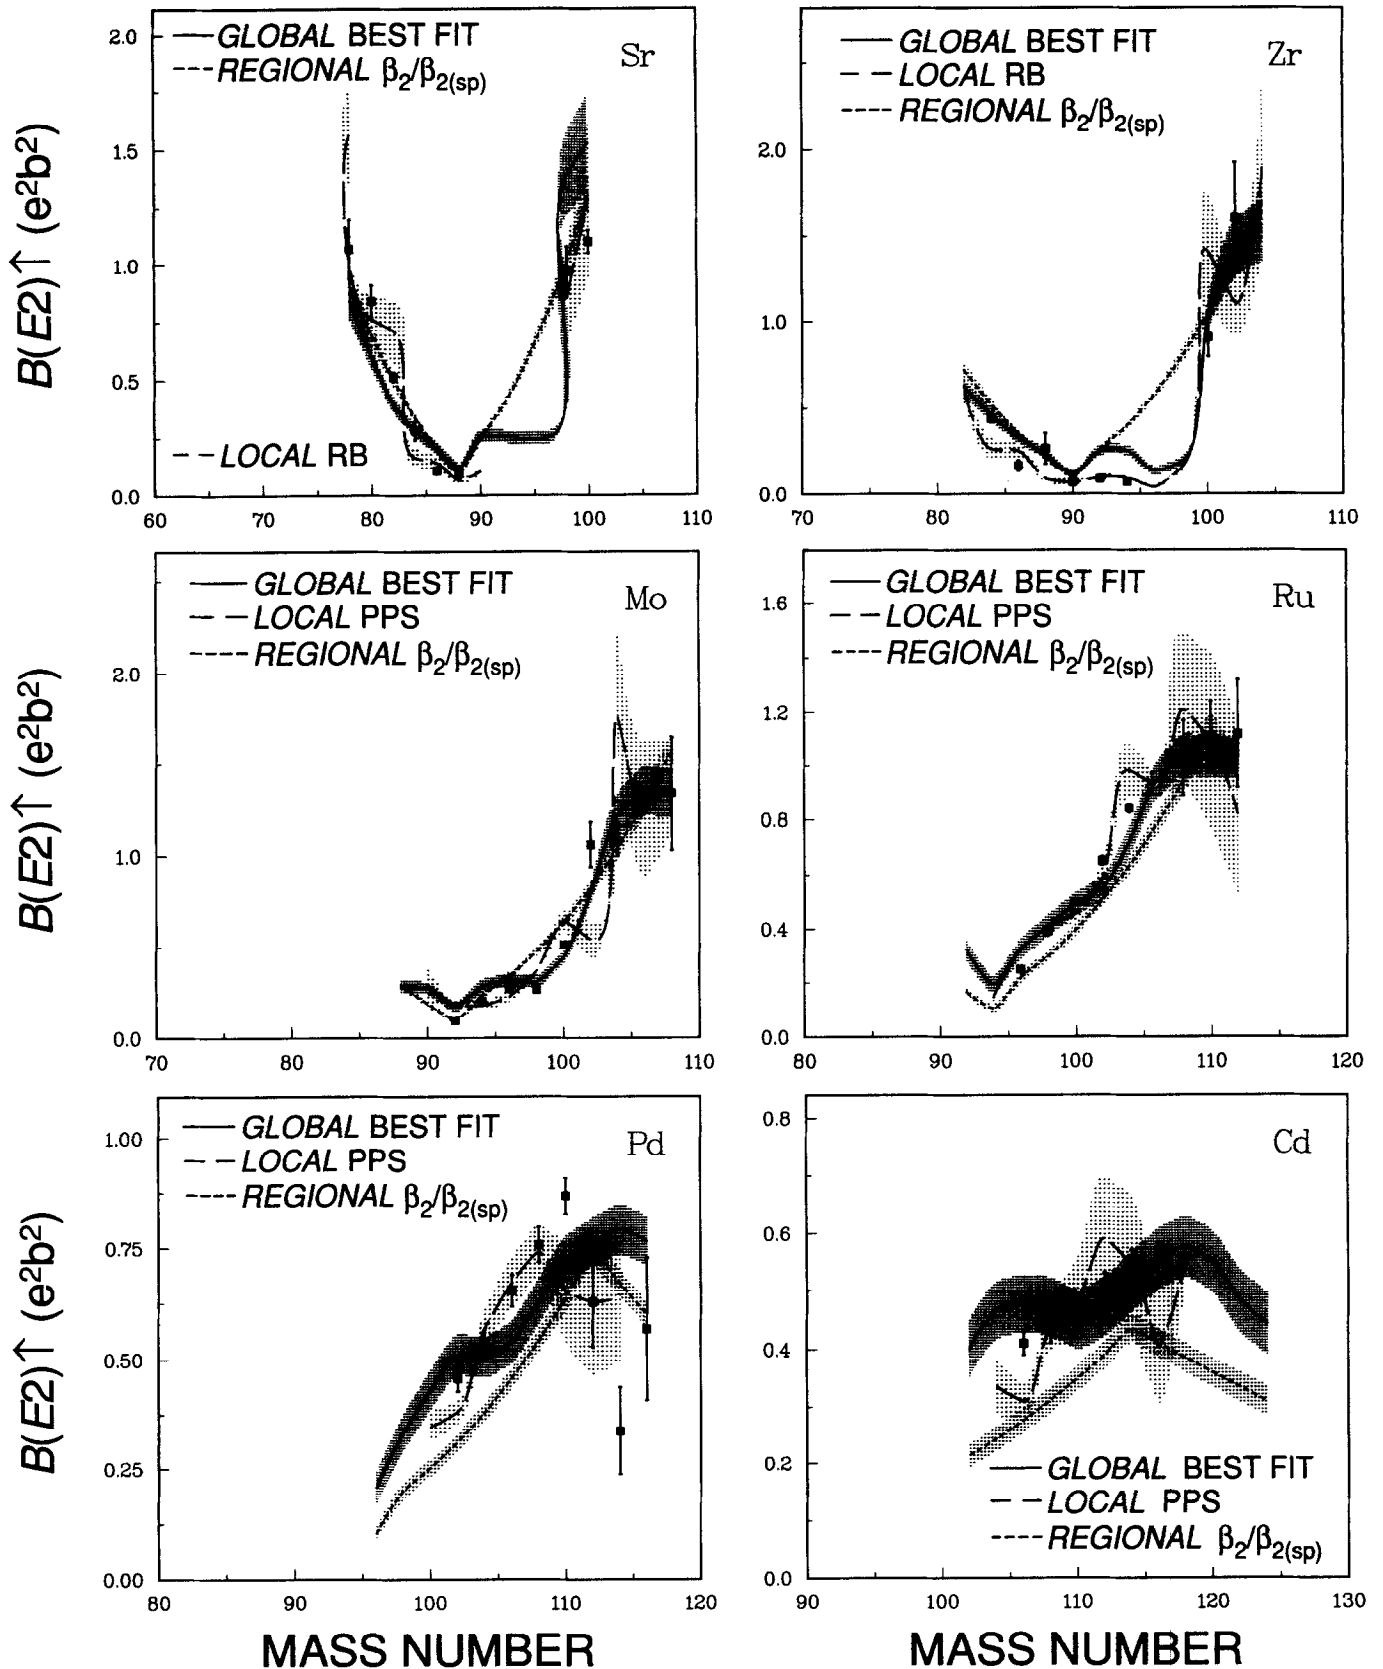 GLOBAL BEST FIT
REGIONAL β2/β2(sp)
Sr
LOCAL RB
2.0
1.5
1.0
0.5
0.0
60 70 80 90 100 110
B(E2)↑ (e²b²)
GLOBAL BEST FIT
LOCAL RB
REGIONAL β2/β2(sp)
Zr
2.0
1.0
0.0
70 80 90 100 110
GLOBAL BEST FIT
LOCAL PPS
REGIONAL β2/β2(sp)
Mo
2.0
1.0
0.0
70 80 90 100 110
B(E2)↑ (e²b²)
GLOBAL BEST FIT
LOCAL PPS
REGIONAL β2/β2(sp)
Ru
1.6
1.2
0.8
0.4
0.0
80 90 100 110 120
GLOBAL BEST FIT
LOCAL PPS
REGIONAL β2/β2(sp)
Pd
1.00
0.75
0.50
0.25
0.00
80 90 100 110 120
B(E2)↑ (e²b²)
MASS NUMBER
Cd
0.8
0.6
0.4
0.2
0.0
GLOBAL BEST FIT
LOCAL PPS
REGIONAL β2/β2(sp)
90 100 110 120 130
MASS NUMBER